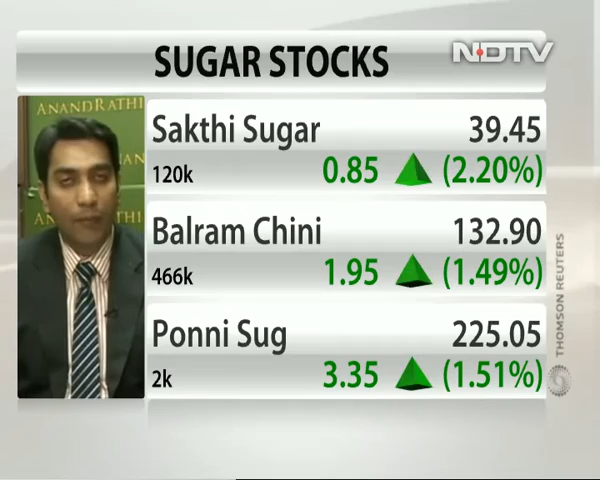 SUGAR STOCKS
NDTV
ANANDRATHI
Sakthi Sugar 39.45
120k 0.85 (2.20%)
Balram Chini 132.90
466k 1.95 (1.49%)
Ponni Sug 225.05
2k 3.35 (1.51%)
THOMSON REUTERS